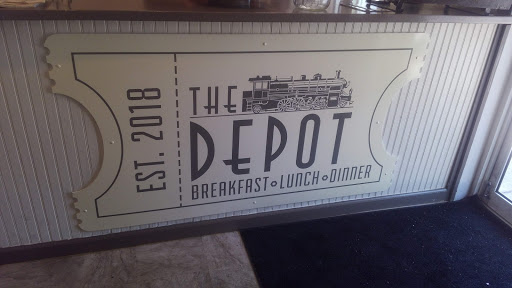 EST. 2018
THE
DEPOT
BREAKFAST•LUNCH•DINNER